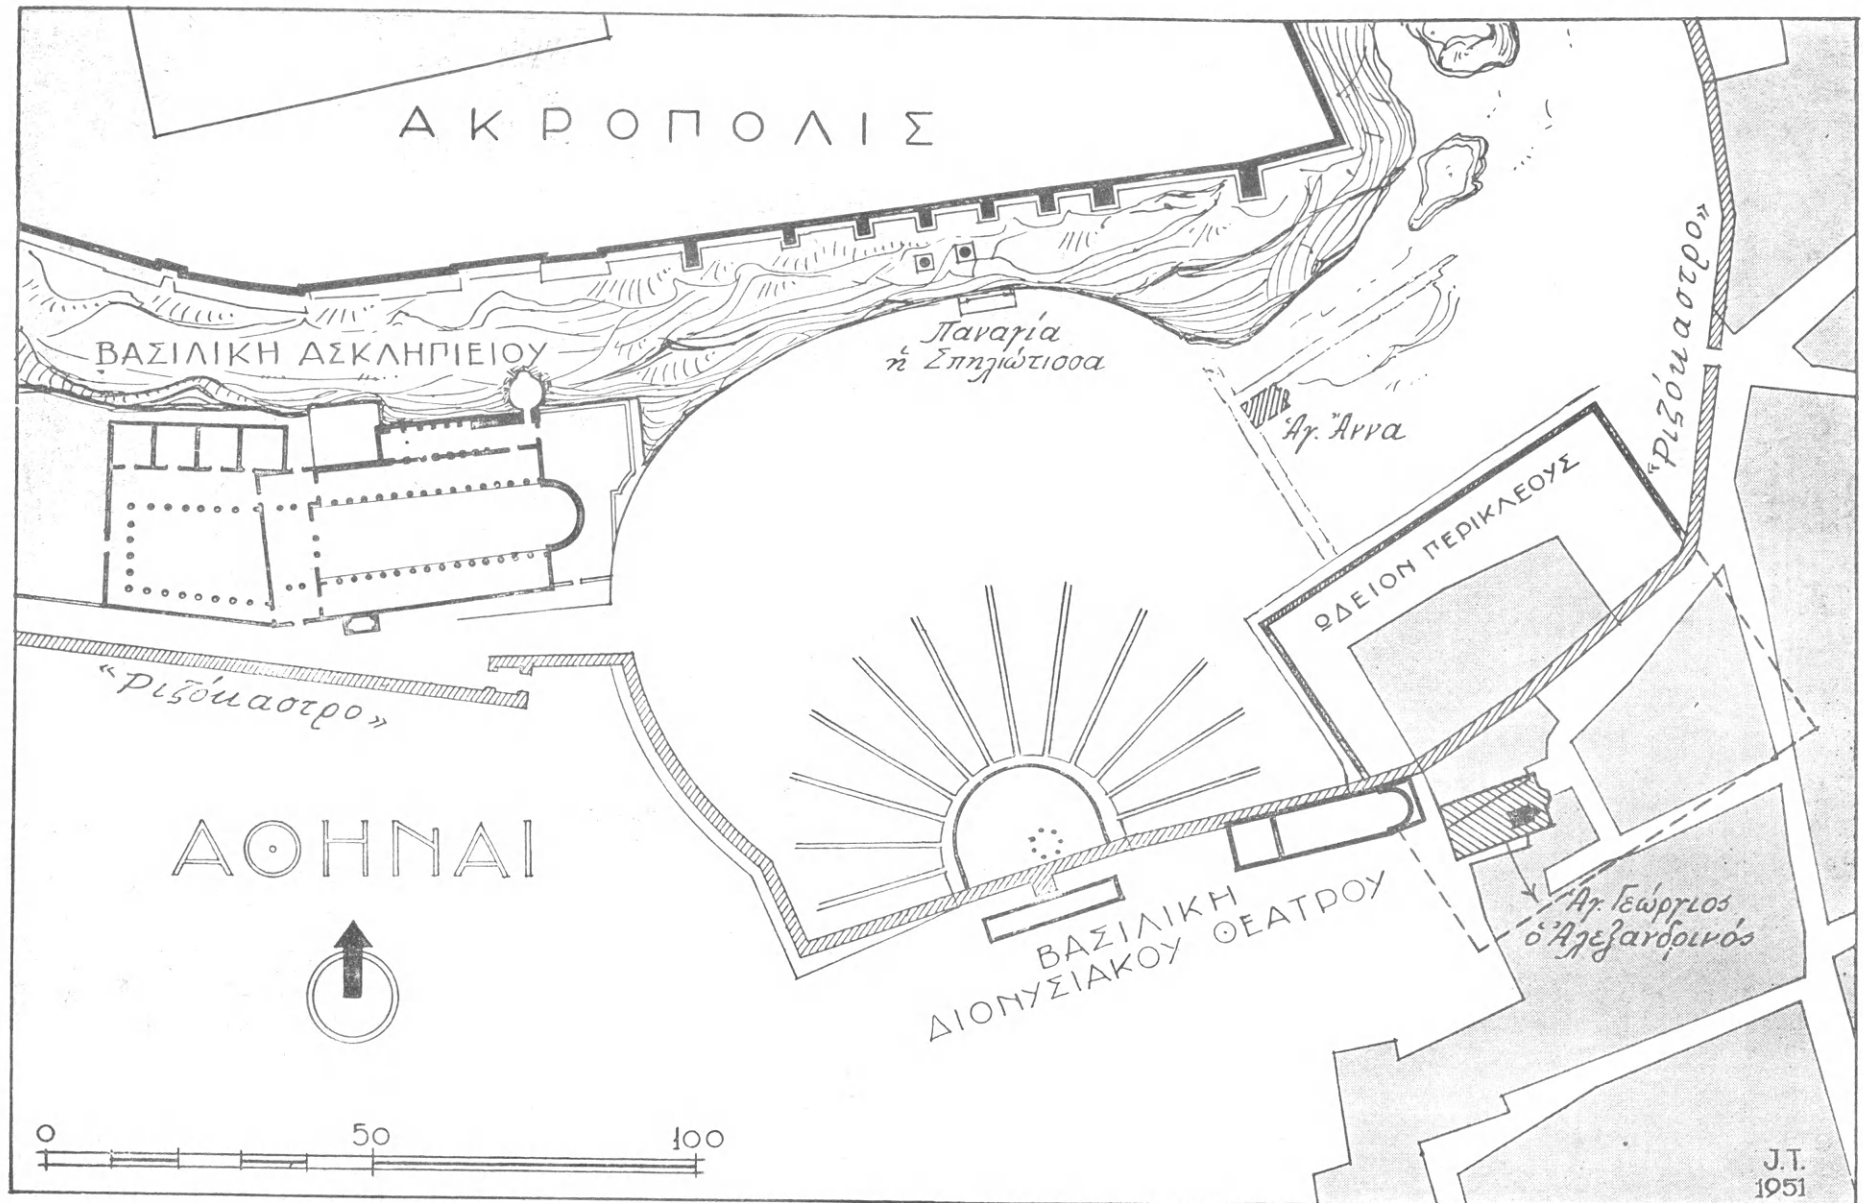 ΑΚΡΟΠΟΛΙΣ
ΒΑΣΙΛΙΚΗ ΑΣΚΛΗΠΙΕΙΟΥ
Παναγία
ἡ Σπηλιώτισσα
Ἁγ. Ἄννα
"Ριζόκαστρο»
ΩΔΕΙΟΝ ΠΕΡΙΚΛΕΟΥΣ
"Ριζόκαστρο»
ΑΘΗΝΑΙ
ΒΑΣΙΛΙΚΗ
ΔΙΟΝΥΣΙΑΚΟΥ ΘΕΑΤΡΟΥ
Ἁγ. Γεώργιος
ὁ Ἀλεξανδρινός
0 50 100
J.T.
1951